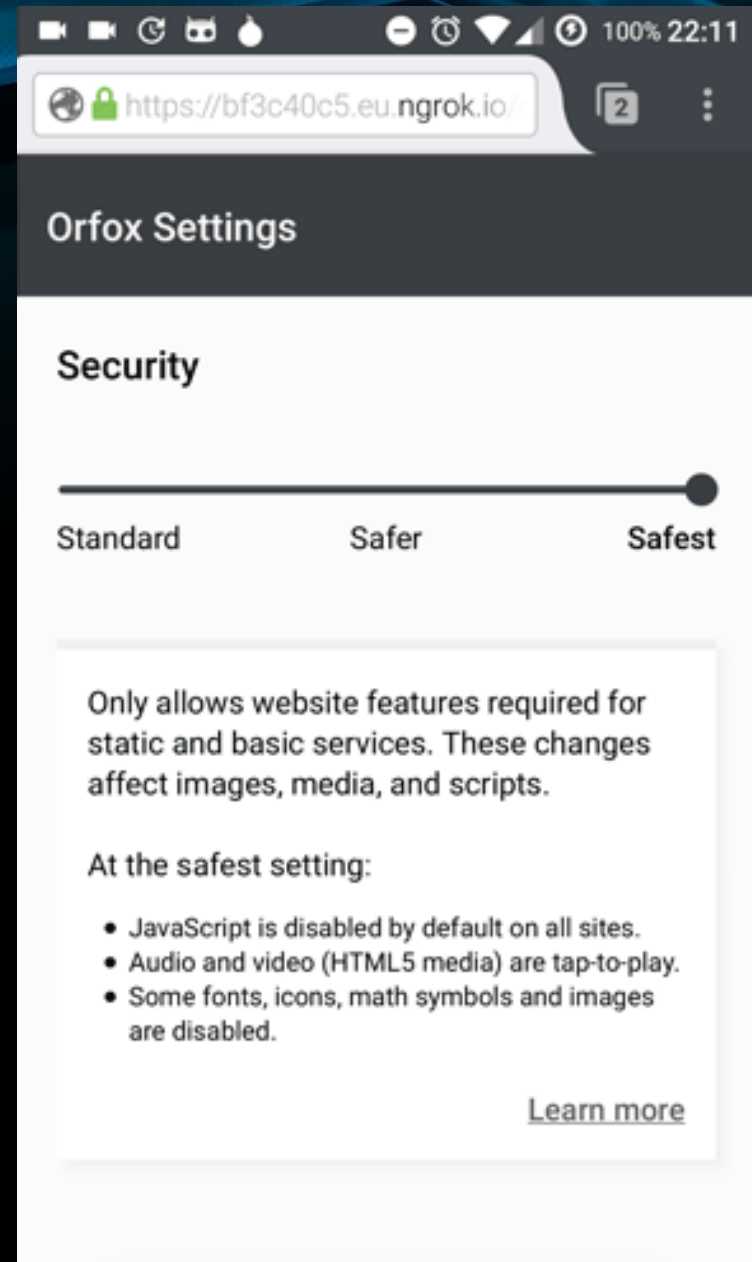 100% 22:11
https://bf3c40c5.eu.ngrok.io/
2
Orfox Settings
Security
Standard Safer Safest
Only allows website features required for
static and basic services. These changes
affect images, media, and scripts.
At the safest setting:
• JavaScript is disabled by default on all sites.
• Audio and video (HTML5 media) are tap-to-play.
• Some fonts, icons, math symbols and images
are disabled.
Learn more